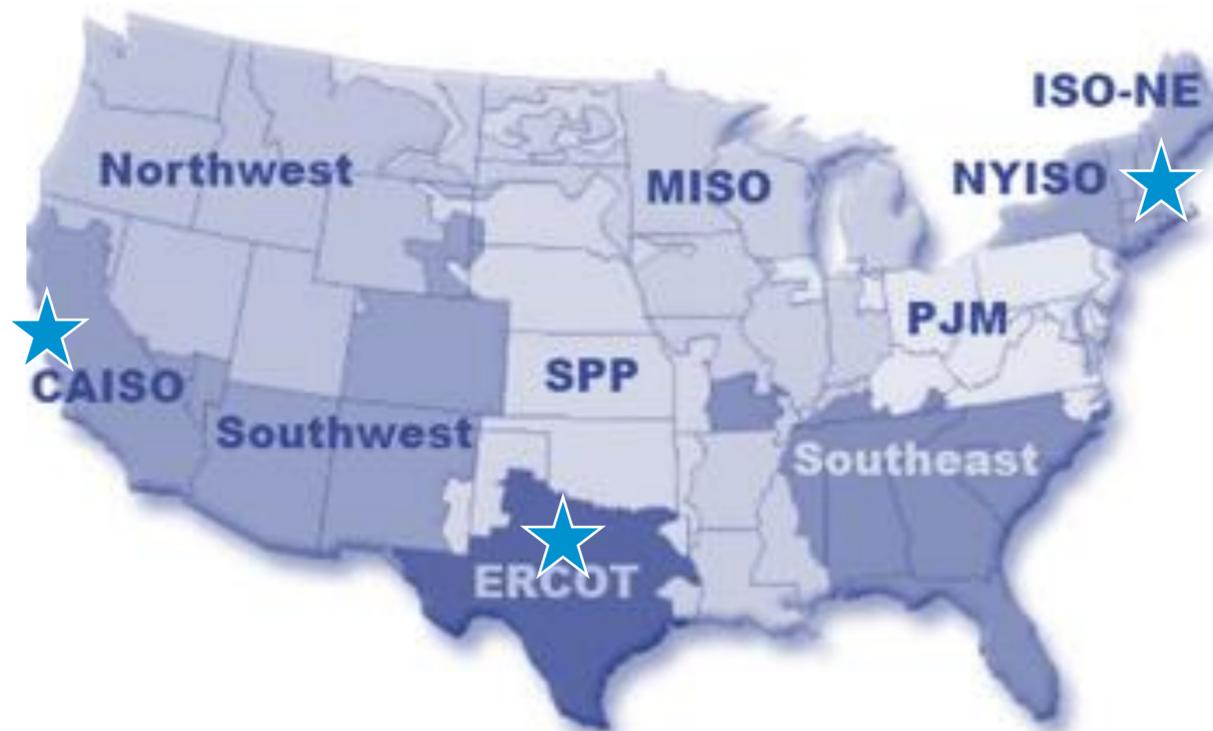 ISO-NE
Northwest
MISO
NYISO
PJM
CAISO
SPP
Southwest
Southeast
ERCOT